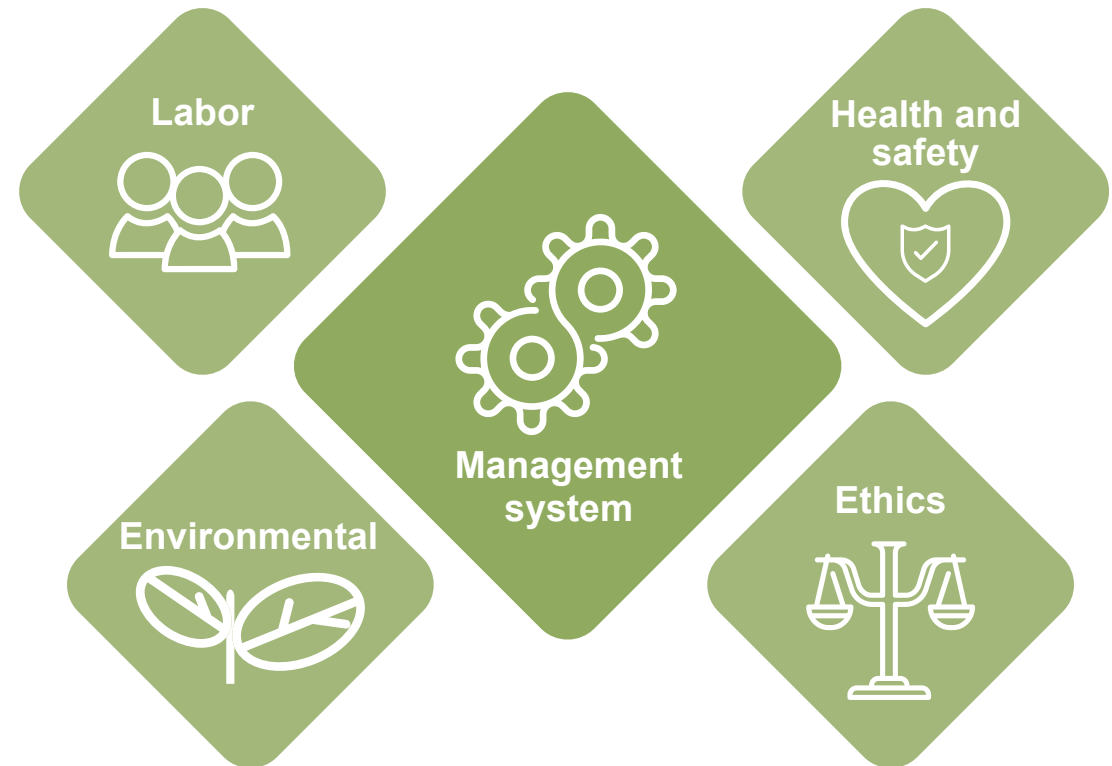 Labor
Health and
safety
Management
system
Environmental
Ethics